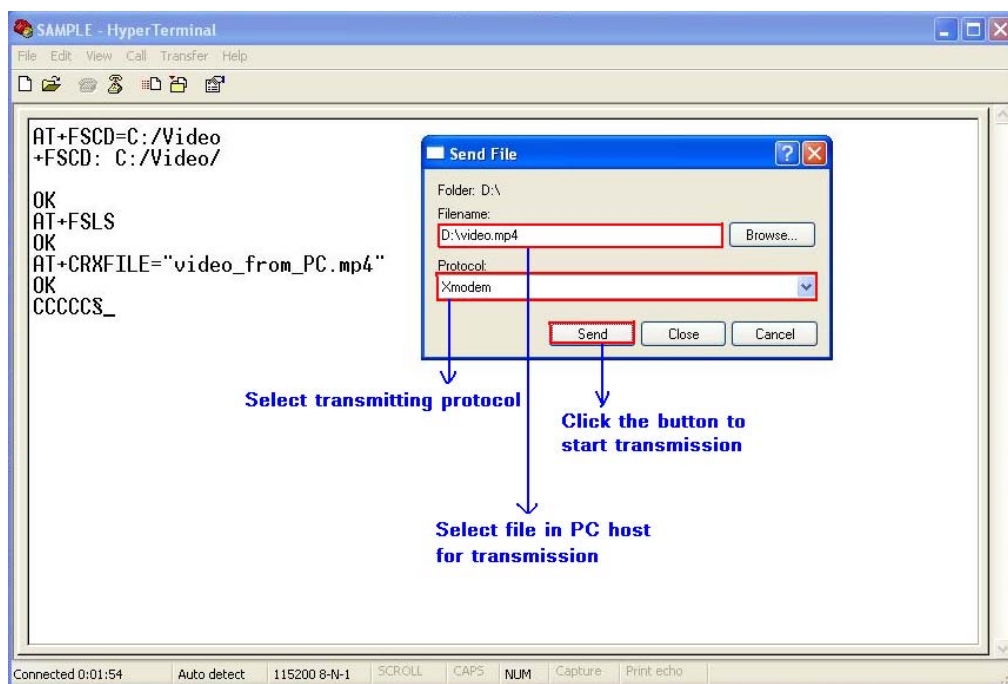 SAMPLE - HyperTerminal
File Edit View Call Transfer Help
AT+FSCD=C:/Video
+FSCD: C:/Video/
OK
AT+FSLS
OK
AT+CRXFILE="video_from_PC.mp4"
OK
CCCCC§_
Send File
Folder: D:\
Filename:
D:\video.mp4
Browse...
Protocol:
Xmodem
Send Close Cancel
Select transmitting protocol
Click the button to
start transmission
Select file in PC host
for transmission
Connected 0:01:54 Auto detect 115200 8-N-1 SCROLL CAPS NUM Capture Print echo